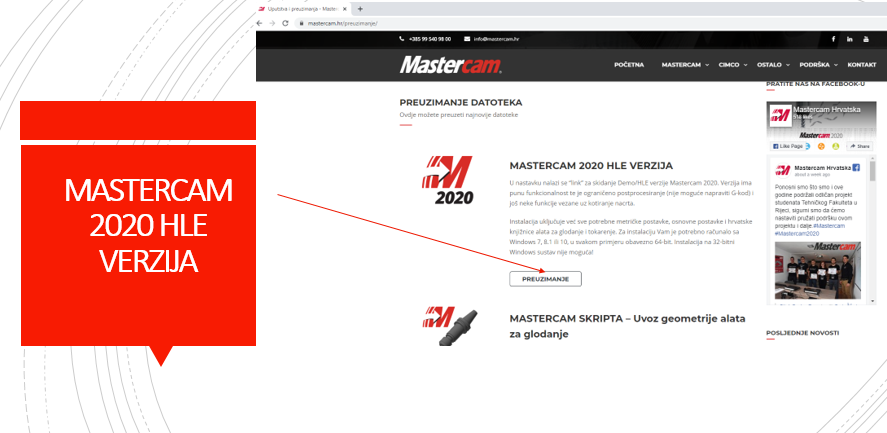 MASTERCAM
2020 HLE
VERZIJA
Uputstva i preuzimanja - Master
mastercam.hr/preuzimanje/
+385 99 540 98 00
info@mastercam.hr
Mastercam.
POČETNA
MASTERCAM
CIMCO
OSTALO
PODRŠKA
KONTAKT
PREUZIMANJE DATOTEKA
Ovdje možete preuzeti najnovije datoteke
2020
MASTERCAM 2020 HLE VERZIJA
U nastavku nalazi se "link" za skidanje Demo/HLE verzije Mastercam 2020. Verzija ima
punu funkcionalnost te je ograničeno postprocesiranje (nije moguće napraviti G-kod) i
još neke funkcije vezane uz kotiranje nacrta.
Instalacija uključuje već sve potrebne metričke postavke, osnovne postavke i hrvatske
knjižnice alata za glodanje i tokarenje. Za instalaciju Vam je potrebno računalo sa
Windows 7, 8.1 ili 10, u svakom primjeru obavezno 64-bit. Instalacija na 32-bitni
Windows sustav nije moguća!
PREUZIMANJE
MASTERCAM SKRIPTA – Uvoz geometrije alata
za glodanje
PRATITE NAS NA FACEBOOK-U
Mastercam Hrvatska
likes
Mastercam 2020
Like Page
Share
Mastercam Hrvatska
about a week ago
Ponosni smo što smo i ove
godine podržali odličan projekt
studenata Tehničkog Fakulteta u
Rijeci, sigurni smo da ćemo
nastaviti pružati podršku ovom
projektu i dalje.#Mastercam
#Mastercam2020
Mastercam
POSLJEDNJE NOVOSTI